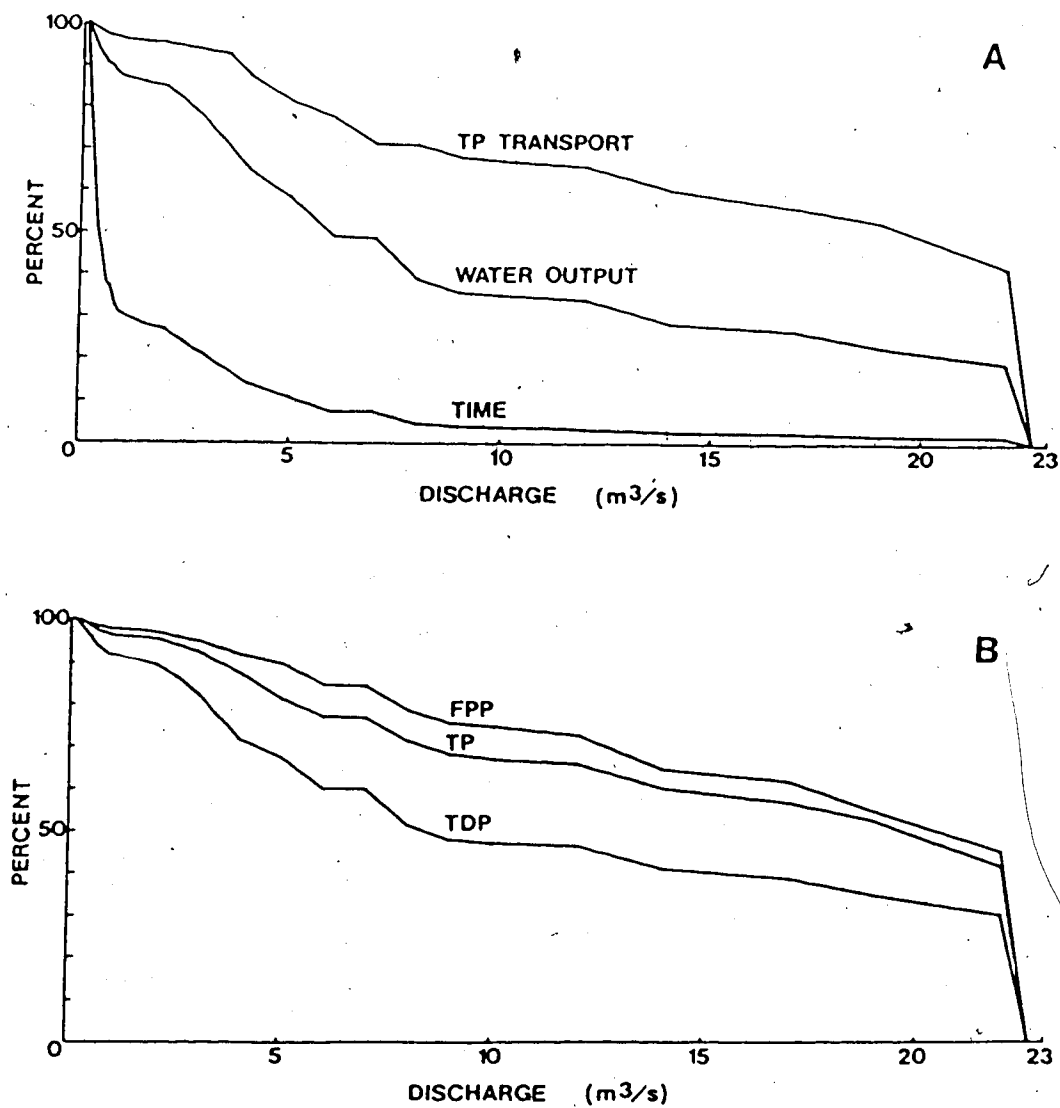 A
100
50
0
PERCENT
TP TRANSPORT
WATER OUTPUT
TIME
5 10 15 20 23
DISCHARGE (m3/s)
B
100
50
0
PERCENT
FPP
TP
TDP
5 10 15 20 23
DISCHARGE (m3/s)